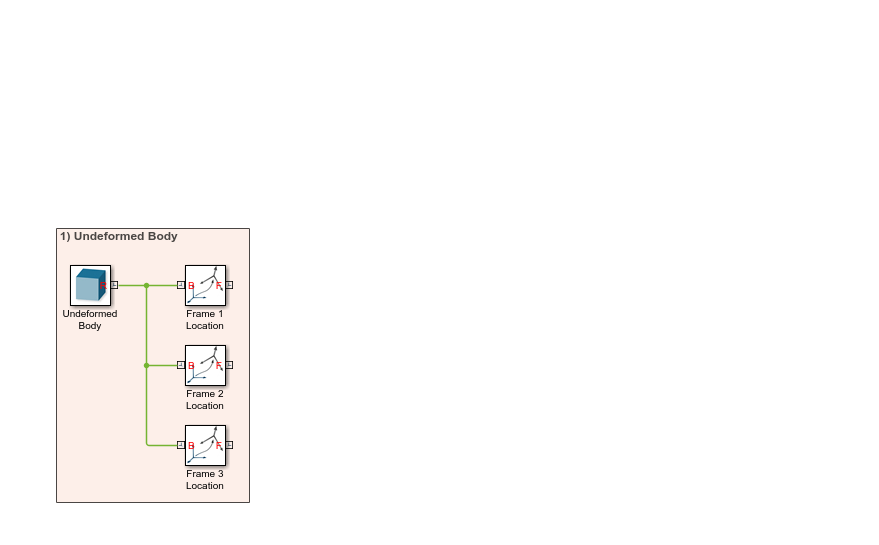 1) Undeformed Body
R
Undeformed
Body
B
F
Frame 1
Location
B
F
Frame 2
Location
B
F
Frame 3
Location